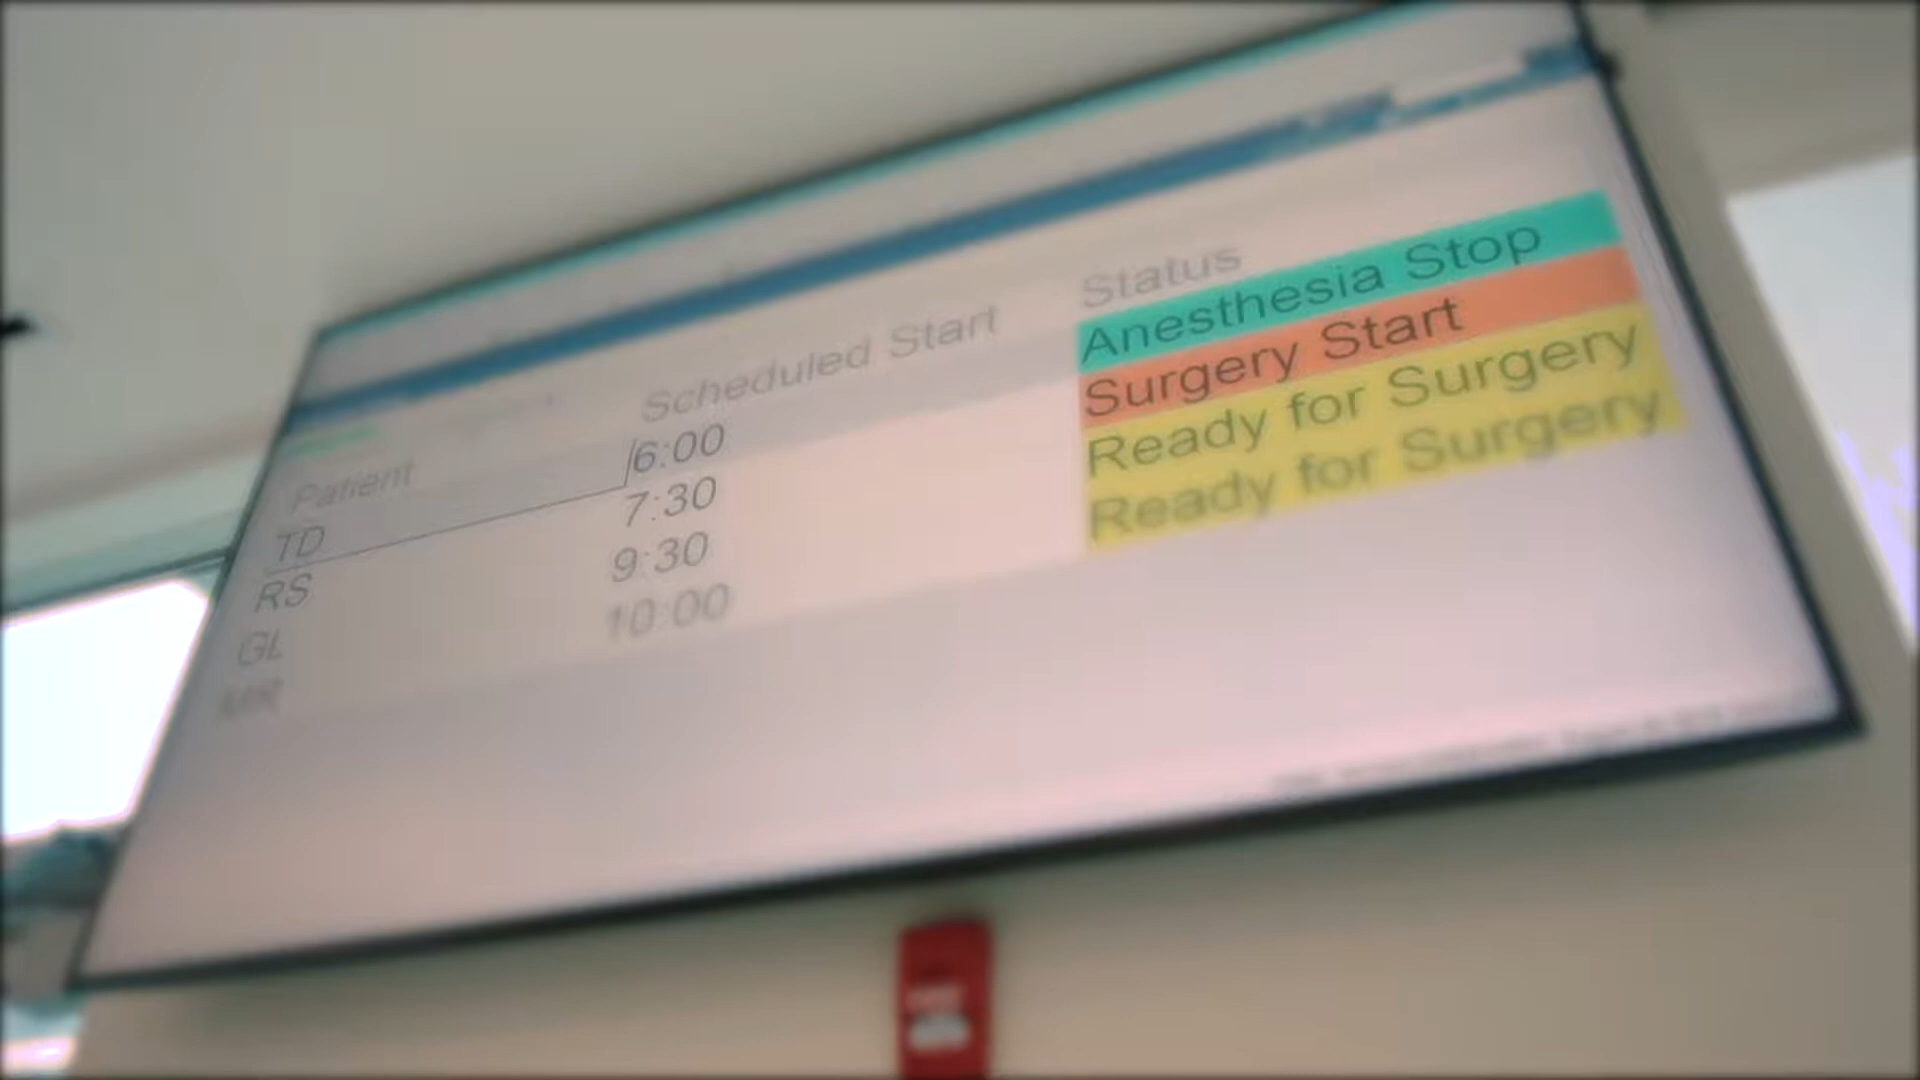 Patient Scheduled Start Status
TD 6:00 Anesthesia Stop
RS 7:30 Surgery Start
GL 9:30 Ready for Surgery
MR 10:00 Ready for Surgery